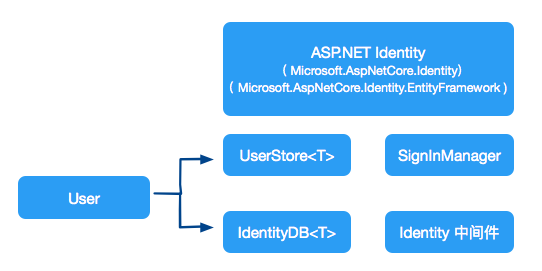 ASP.NET Identity
( Microsoft.AspNetCore.Identity)
( Microsoft.AspNetCore.Identity.EntityFramework )
UserStore<T>
SignInManager
User
IdentityDB<T>
Identity 中间件